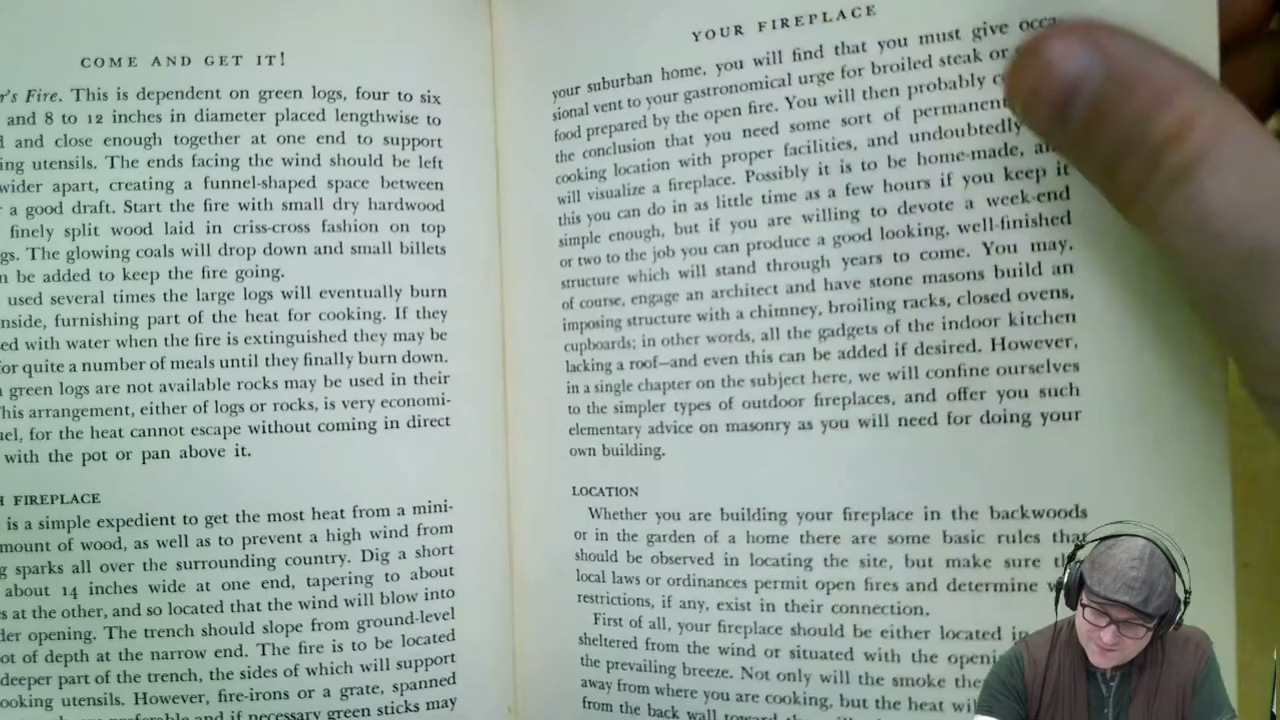 COME AND GET IT!
r's Fire. This is dependent on green logs, four to six
and 8 to 12 inches in diameter placed lengthwise to
and close enough together at one end to support
ing utensils. The ends facing the wind should be left
wider apart, creating a funnel-shaped space between
a good draft. Start the fire with small dry hardwood
finely split wood laid in criss-cross fashion on top
gs. The glowing coals will drop down and small billets
n be added to keep the fire going.
used several times the large logs will eventually burn
nside, furnishing part of the heat for cooking. If they
ed with water when the fire is extinguished they may be
for quite a number of meals until they finally burn down.
green logs are not available rocks may be used in their
This arrangement, either of logs or rocks, is very economi-
uel, for the heat cannot escape without coming in direct
with the pot or pan above it.
H FIREPLACE
is a simple expedient to get the most heat from a mini-
mount of wood, as well as to prevent a high wind from
g sparks all over the surrounding country. Dig a short
about 14 inches wide at one end, tapering to about
s at the other, and so located that the wind will blow into
der opening. The trench should slope from ground-level
ot of depth at the narrow end. The fire is to be located
deeper part of the trench, the sides of which will support
ooking utensils. However, fire-irons or a grate, spanned
preferable and if necessary green sticks may
YOUR FIREPLACE
your suburban home, you will find that you must give occa-
sional vent to your gastronomical urge for broiled steak or
food prepared by the open fire. You will then probably
the conclusion that you need some sort of permanent
cooking location with proper facilities, and undoubtedly
will visualize a fireplace. Possibly it is to be home-made,
this you can do in as little time as a few hours if you keep it
simple enough, but if you are willing to devote a week-end
or two to the job you can produce a good looking, well-finished
structure which will stand through years to come. You may,
of course, engage an architect and have stone masons build an
imposing structure with a chimney, broiling racks, closed ovens,
cupboards; in other words, all the gadgets of the indoor kitchen
lacking a roof—and even this can be added if desired. However,
in a single chapter on the subject here, we will confine ourselves
to the simpler types of outdoor fireplaces, and offer you such
elementary advice on masonry as you will need for doing your
own building.
LOCATION
Whether you are building your fireplace in the backwoods
or in the garden of a home there are some basic rules that
should be observed in locating the site, but make sure
local laws or ordinances permit open fires and determine
restrictions, if any, exist in their connection.
First of all, your fireplace should be either located
sheltered from the wind or situated with the
the prevailing breeze. Not only will the smoke
away from where you are cooking, but the heat
from the back wall toward